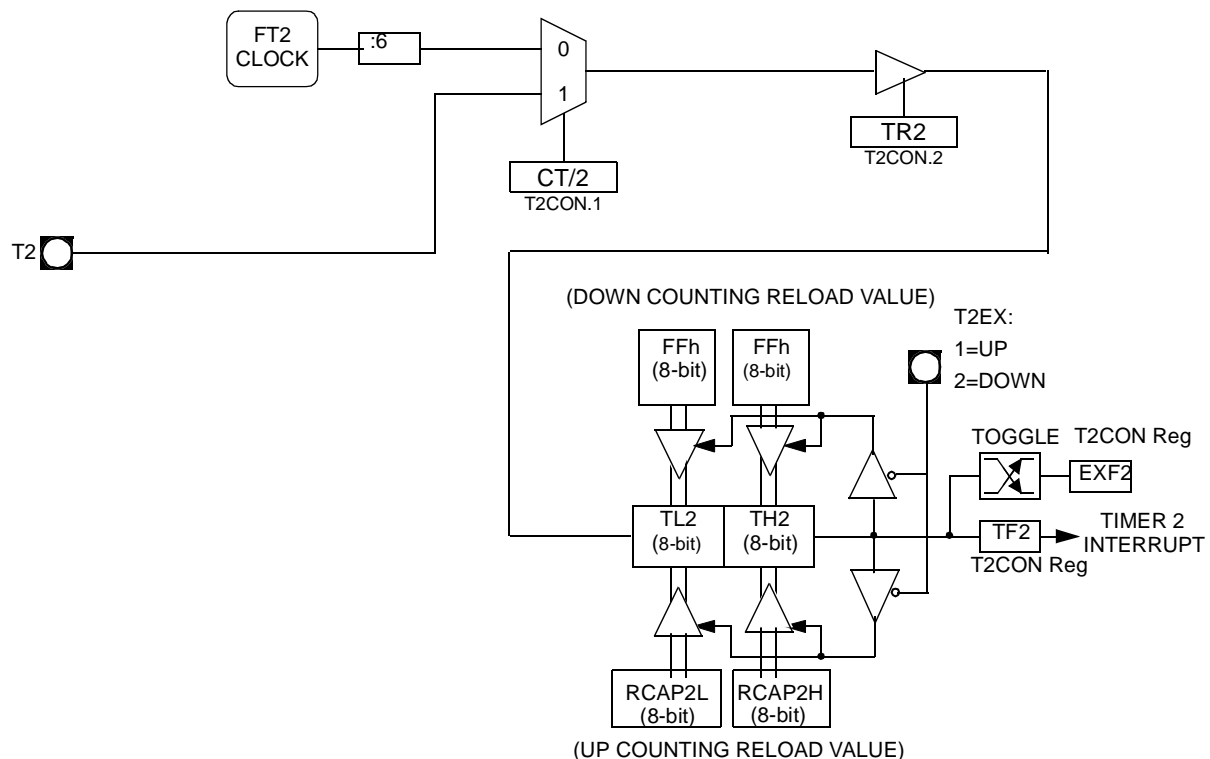 FT2
CLOCK
:6
0
1
TR2
T2CON.2
CT/2
T2CON.1
T2
(DOWN COUNTING RELOAD VALUE)
T2EX:
1=UP
2=DOWN
FFh
(8-bit)
FFh
(8-bit)
TOGGLE
T2CON Reg
EXF2
TL2
(8-bit)
TH2
(8-bit)
TF2
TIMER 2
INTERRUPT
T2CON Reg
RCAP2L
(8-bit)
RCAP2H
(8-bit)
(UP COUNTING RELOAD VALUE)